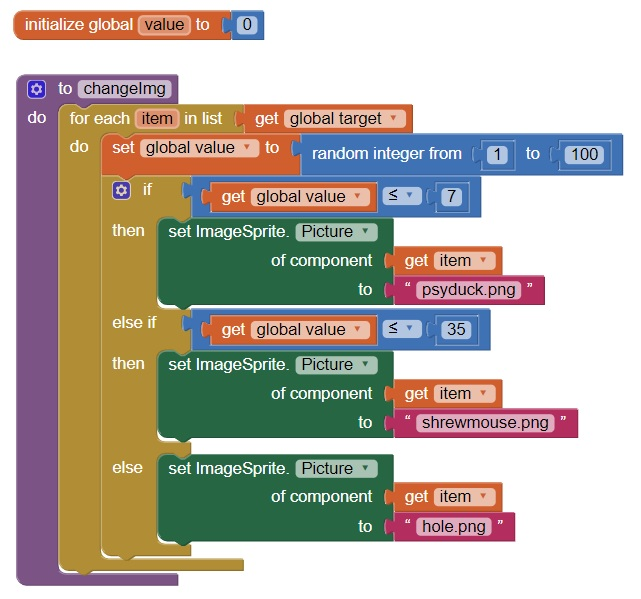 initialize global value to 0
to changeImg
do for each item in list get global target
do set global value to random integer from 1 to 100
if get global value ≤ 7
then set ImageSprite. Picture
of component get item
to “ psyduck.png ”
else if get global value ≤ 35
then set ImageSprite. Picture
of component get item
to “ shrewmouse.png ”
else set ImageSprite. Picture
of component get item
to “ hole.png ”